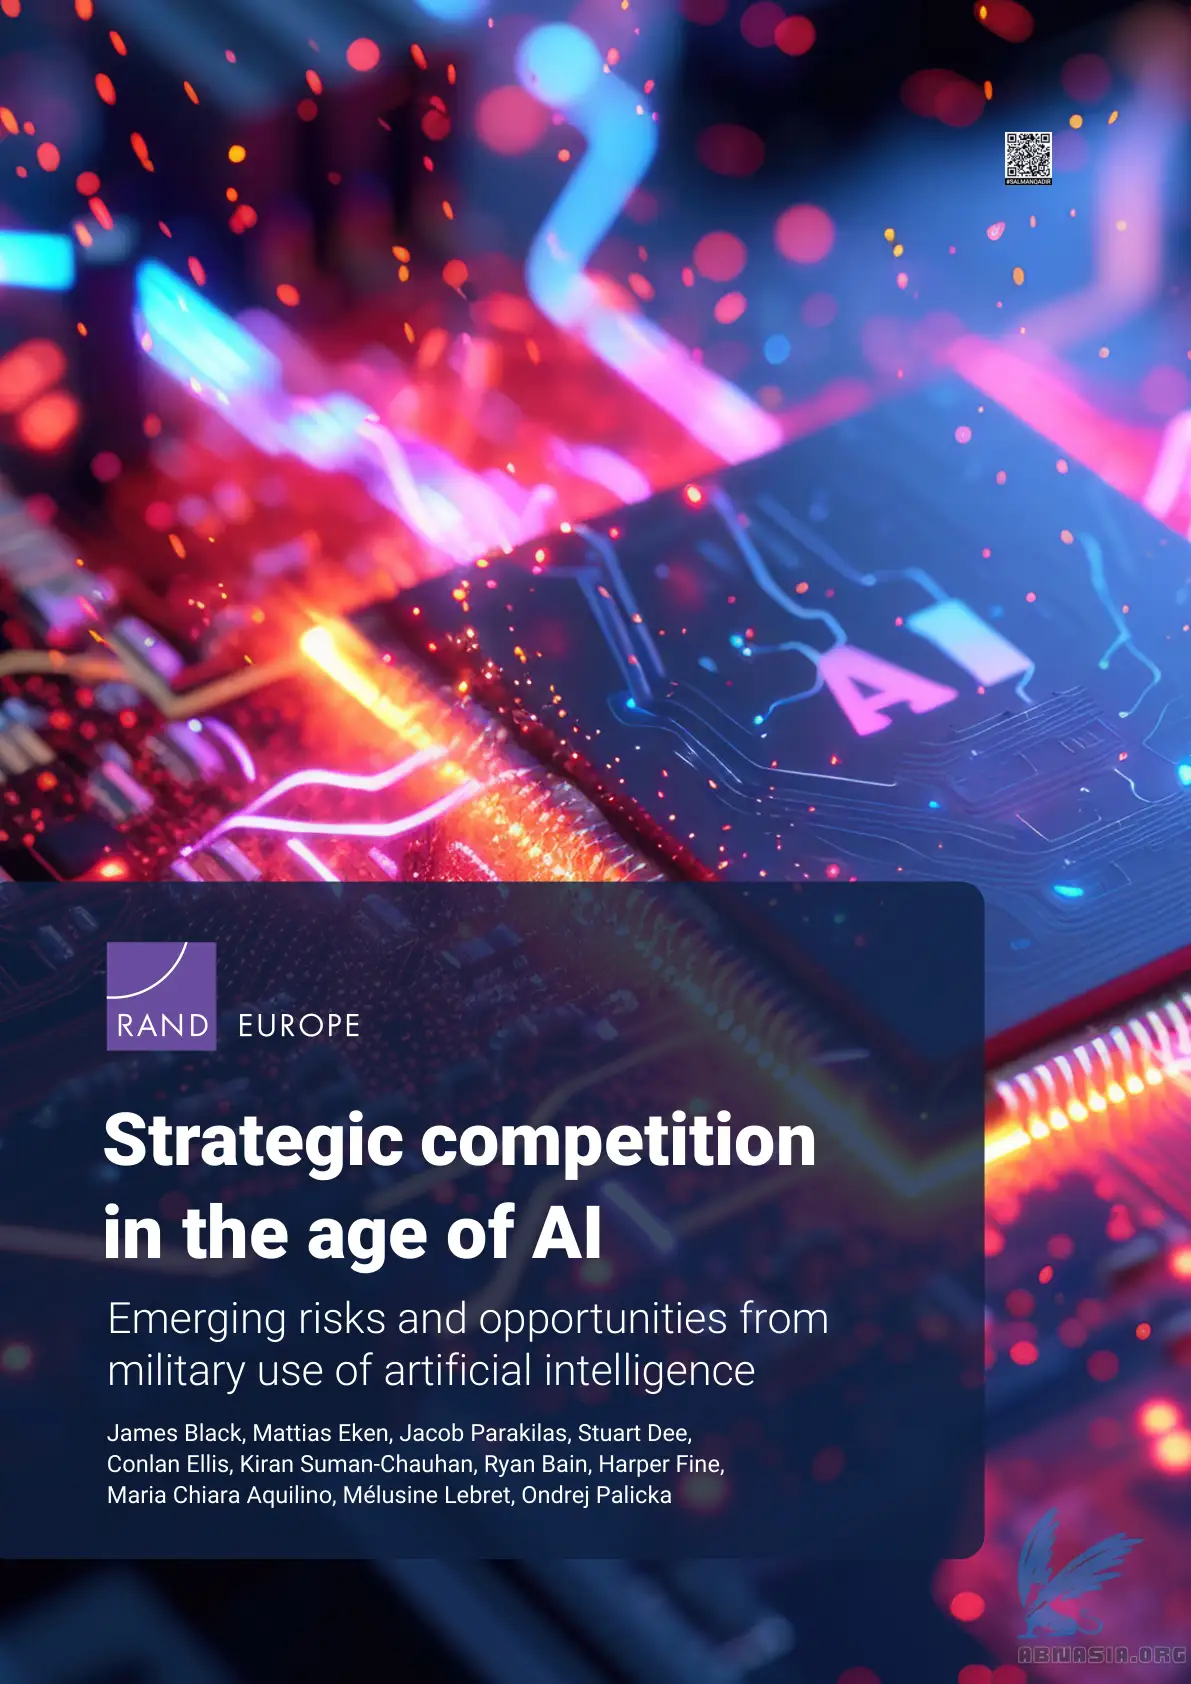 #SALMANQADIR
A
RAND EUROPE
Strategic competition
in the age of AI
Emerging risks and opportunities from
military use of artificial intelligence
James Black, Mattias Eken, Jacob Parakilas, Stuart Dee,
Conlan Ellis, Kiran Suman-Chauhan, Ryan Bain, Harper Fine,
Maria Chiara Aquilino, Mélusine Lebret, Ondrej Palicka
ABNASIA.ORG